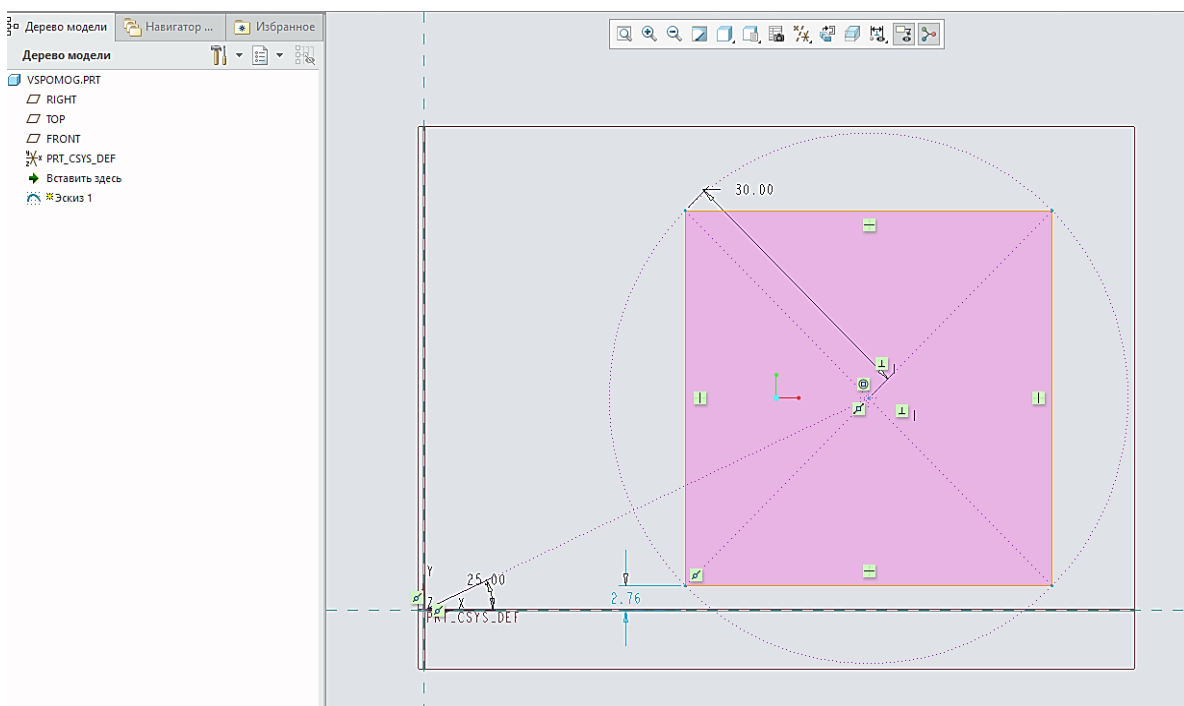 Дерево модели
Навигатор ...
Избранное
Дерево модели
VSPOMOG.PRT
RIGHT
TOP
FRONT
PRT_CSYS_DEF
Вставить здесь
Эскиз 1
30.00
25.00
2.76
Y
Z
X
PRT_CSYS_DEF